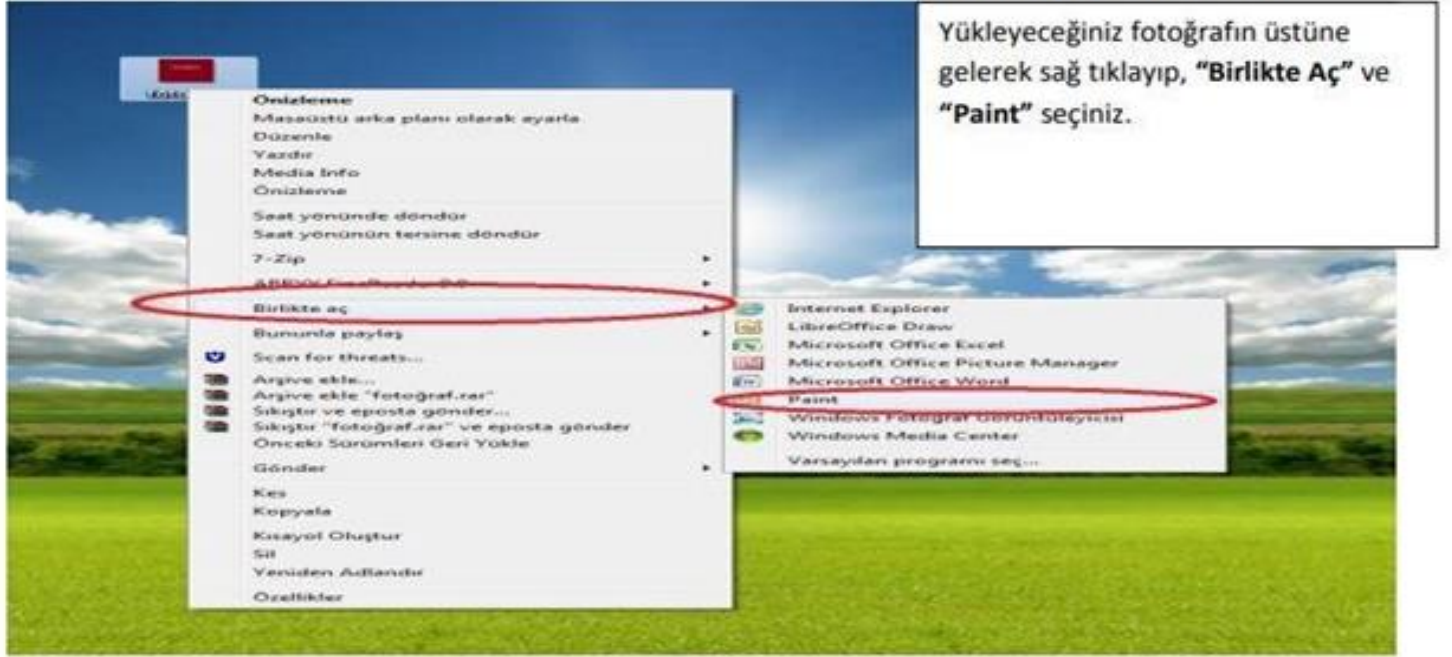 Yükleyeceğiniz fotoğrafın üstüne
gelerek sağ tıklayıp, “Birlikte Aç” ve
“Paint” seçiniz.
Önizleme
Masaüstü arka planı olarak ayarla
Düzenle
Yazdır
Media Info
Önizleme
Saat yönünde döndür
Saat yönünün tersine döndür
7-Zip
Birlikte aç
Bununla paylaş
Scan for threats...
Arşive ekle...
Arşive ekle "fotoğraf.rar"
Sıkıştır ve eposta gönder...
Sıkıştır "fotoğraf.rar" ve eposta gönder
Önceki Sürümleri Geri Yükle
Gönder
Kes
Kopyala
Kısayol Oluştur
Sil
Yeniden Adlandır
Özellikler
Internet Explorer
LibreOffice Draw
Microsoft Office Excel
Microsoft Office Picture Manager
Microsoft Office Word
Paint
Windows Fotoğraf Görüntüleyicisi
Windows Media Center
Varsayılan programı seç...